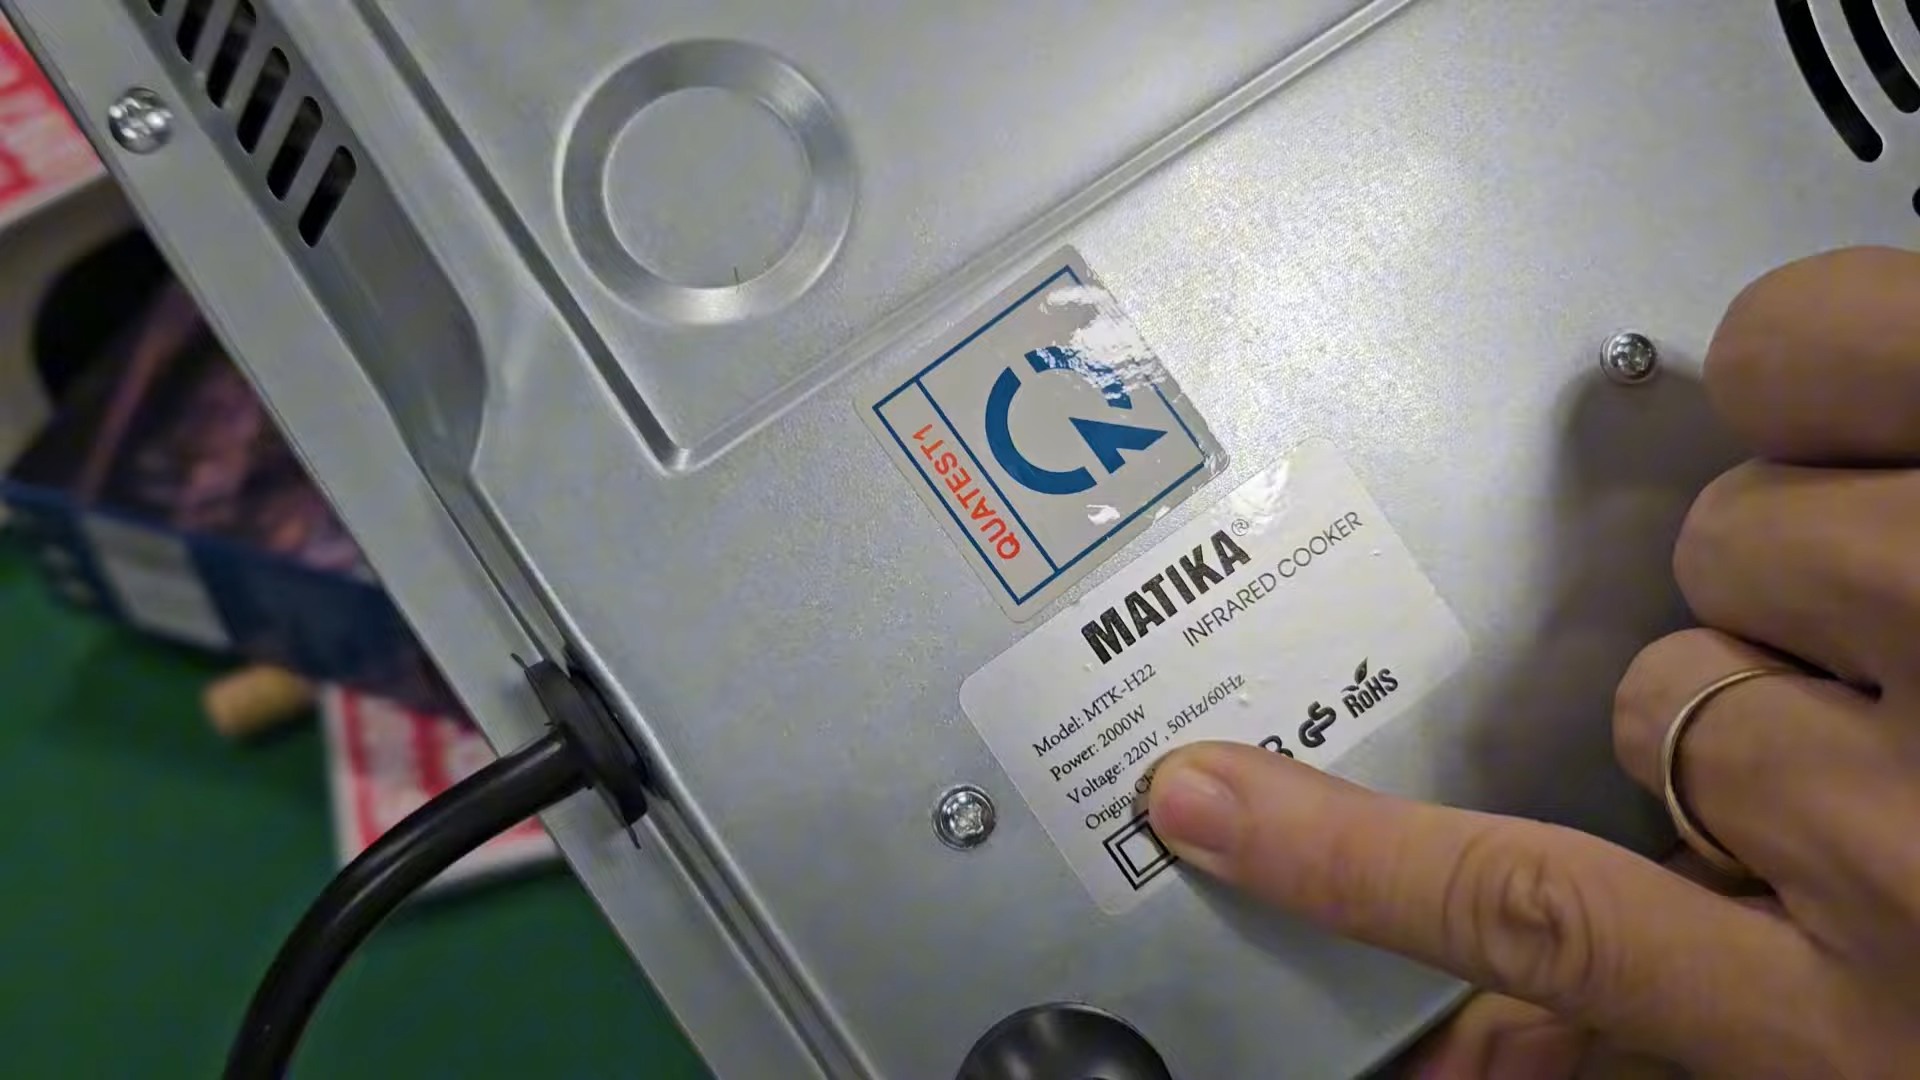 QUATEST1
MATIKA®
INFRARED COOKER
Model: MTK-H22
Power: 2000W
Voltage: 220V , 50Hz/60Hz
Origin:
GS
RoHS